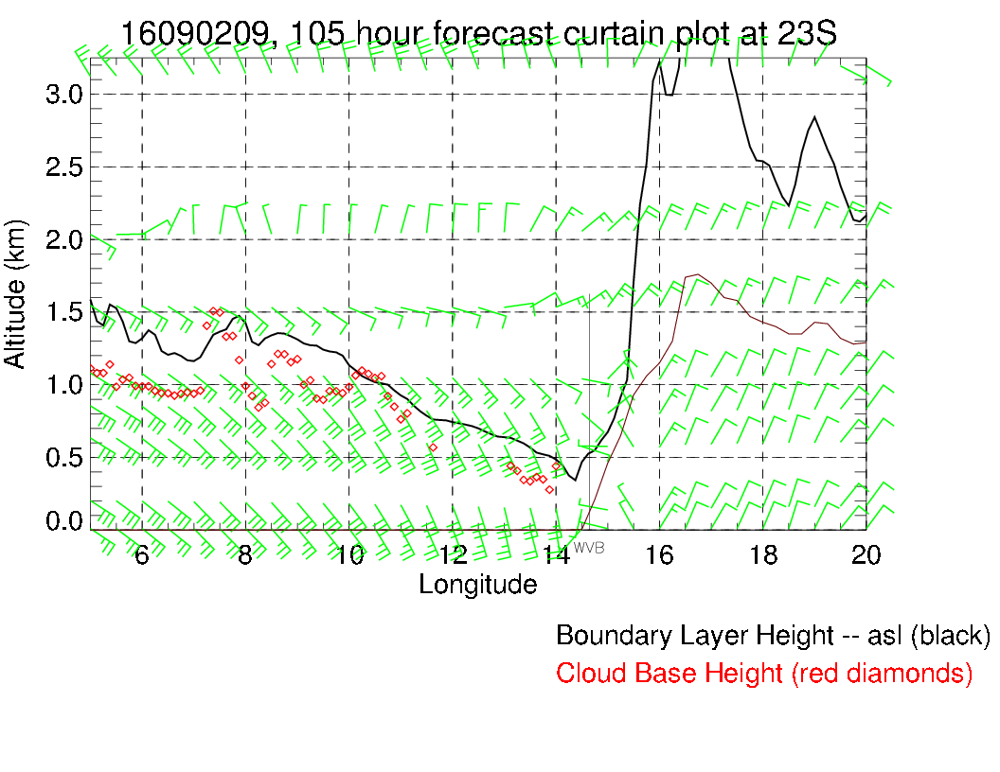 16090209, 105 hour forecast curtain plot at 23S
3.0
2.5
2.0
1.5
1.0
0.5
0.0
Altitude (km)
6 8 10 12 14 16 18 20
WVB
Longitude
Boundary Layer Height -- asl (black)
Cloud Base Height (red diamonds)